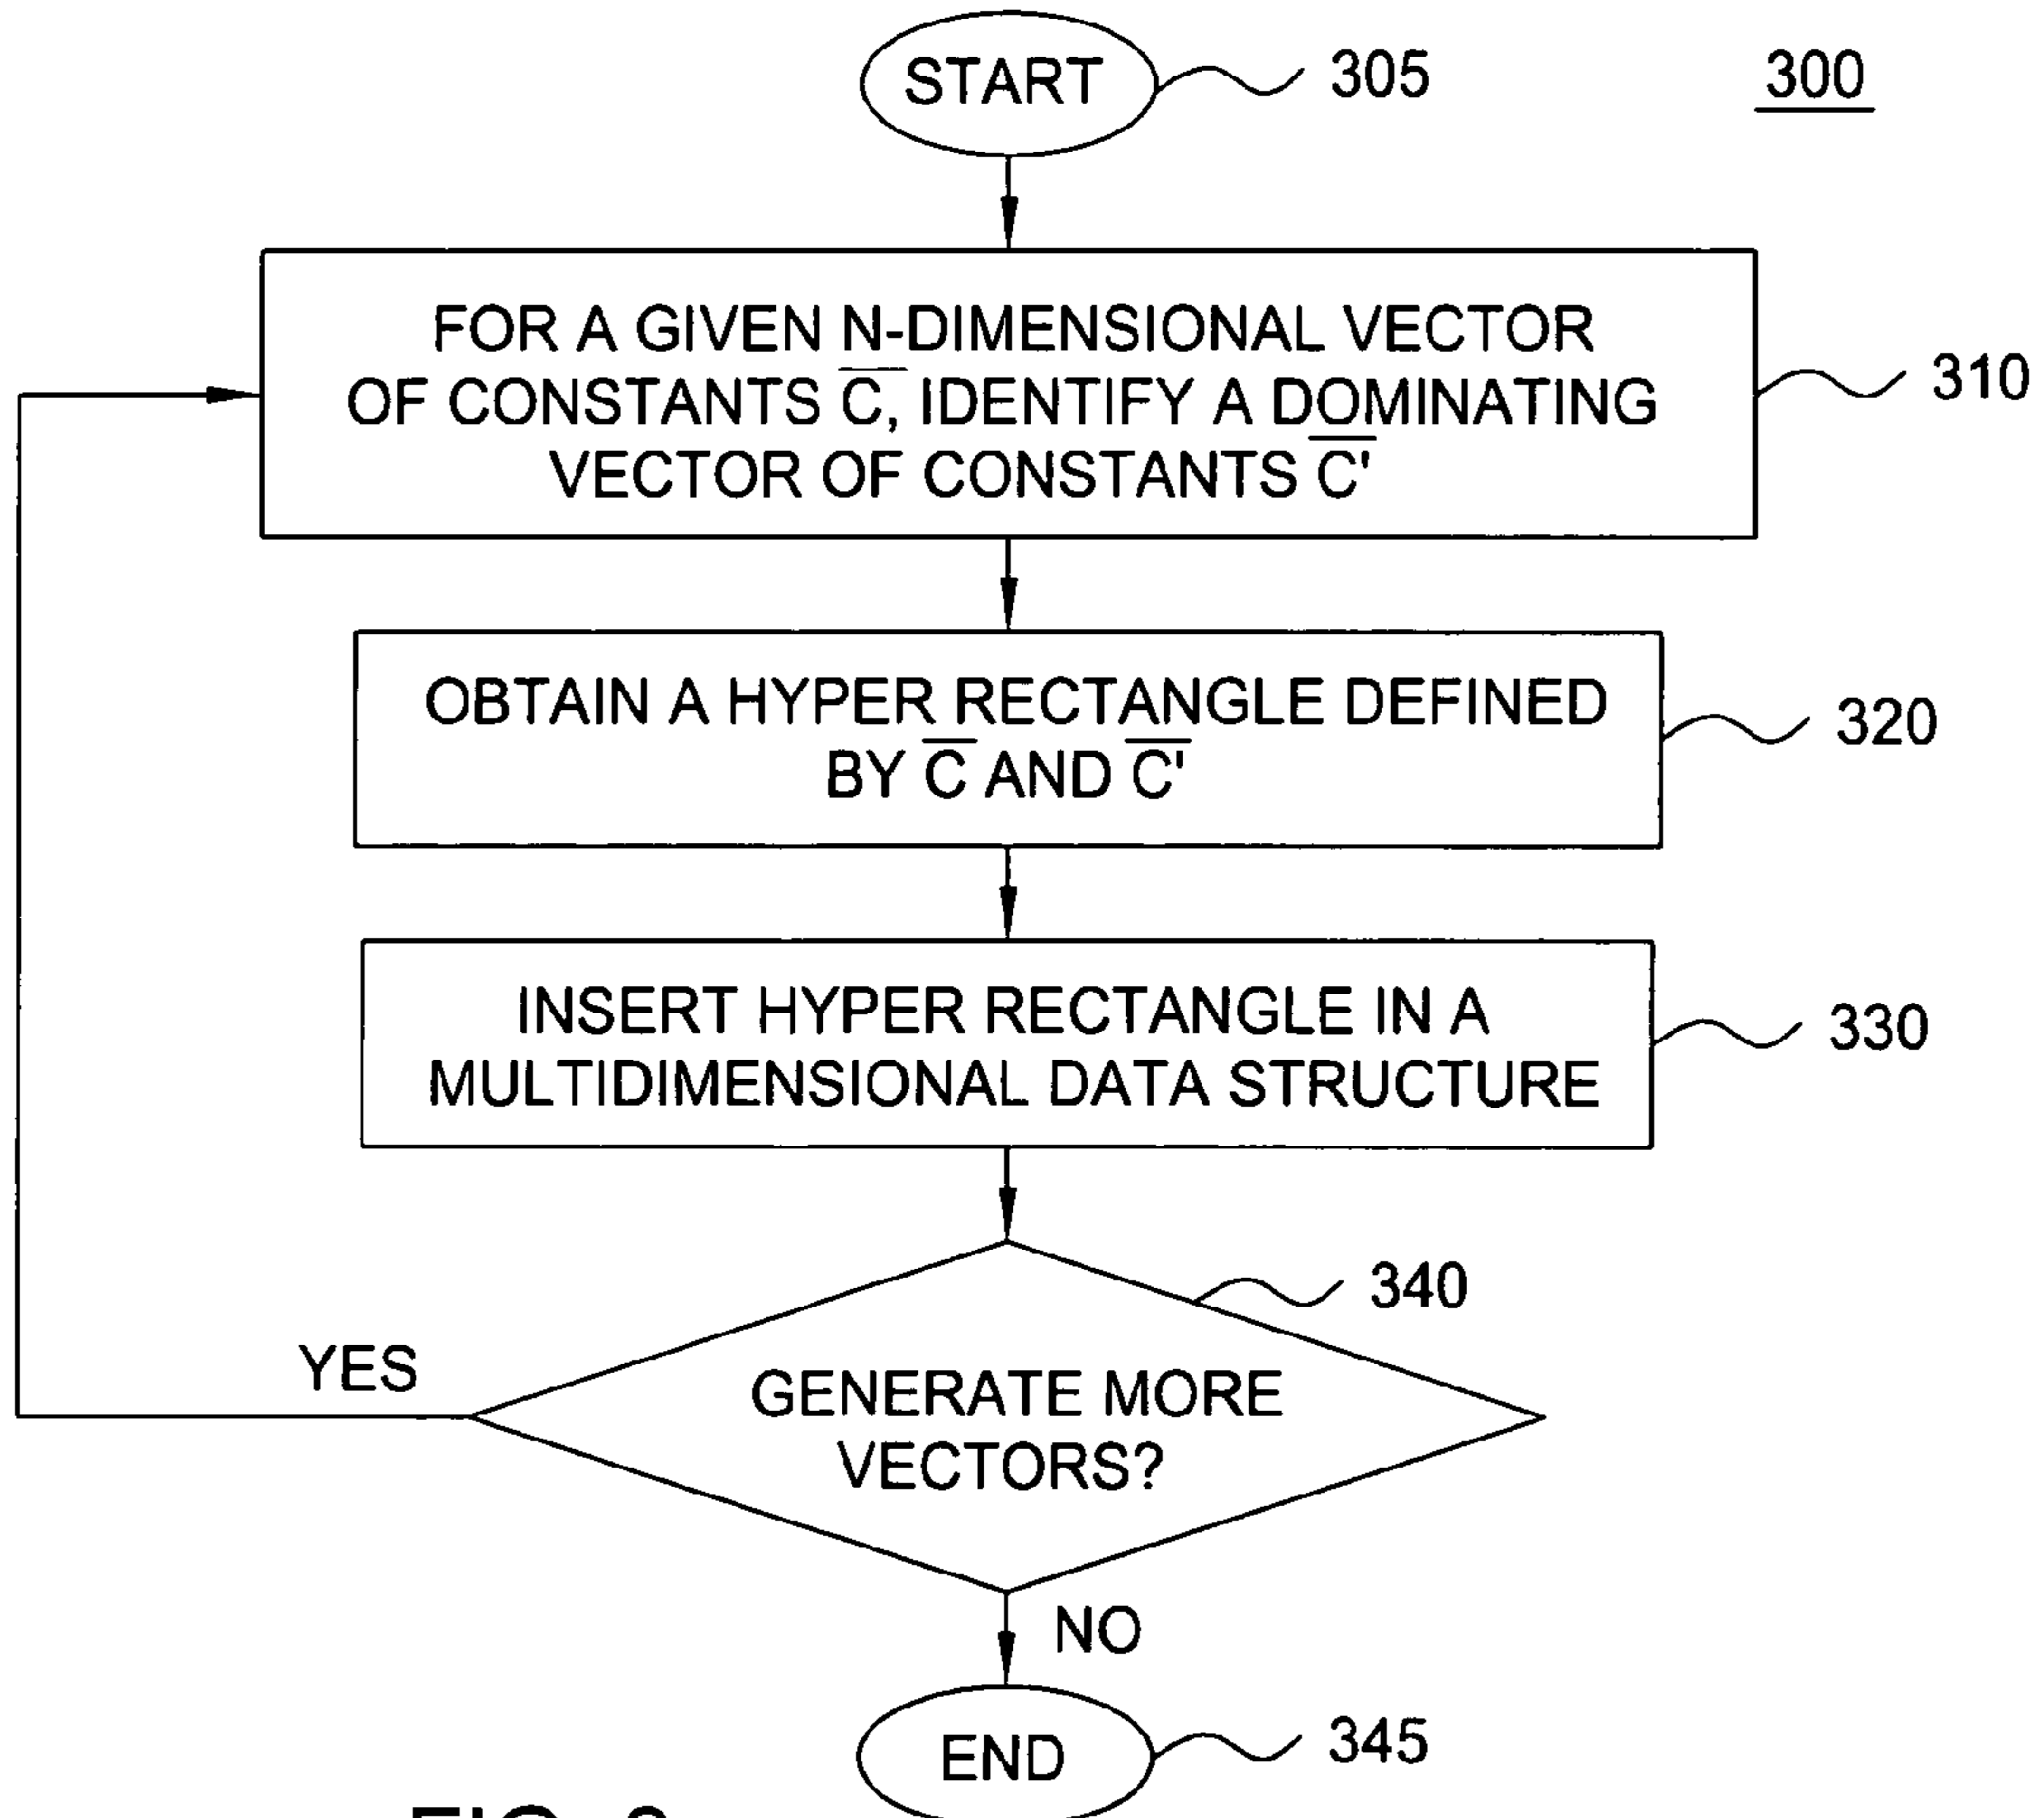 START
305
300
FOR A GIVEN N-DIMENSIONAL VECTOR
OF CONSTANTS C̅, IDENTIFY A DOMINATING
VECTOR OF CONSTANTS C̅'
310
OBTAIN A HYPER RECTANGLE DEFINED
BY C̅ AND C̅'
320
INSERT HYPER RECTANGLE IN A
MULTIDIMENSIONAL DATA STRUCTURE
330
340
YES
GENERATE MORE
VECTORS?
NO
END
345
FIG.